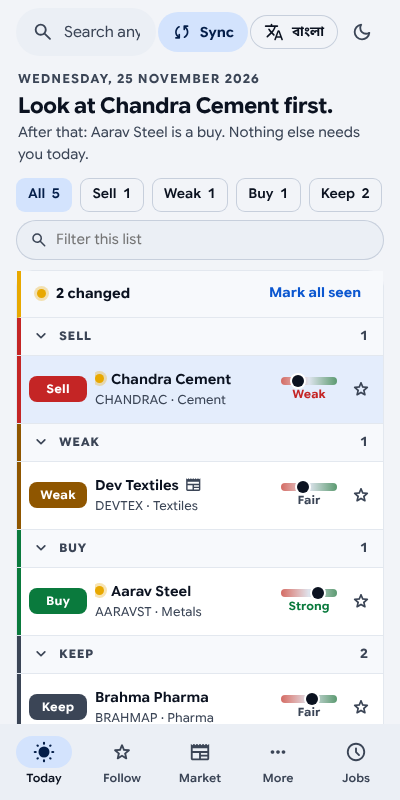 Search any
Sync
বাংলা
WEDNESDAY, 25 NOVEMBER 2026
Look at Chandra Cement first.
After that: Aarav Steel is a buy. Nothing else needs
you today.
All 5
Sell 1
Weak 1
Buy 1
Keep 2
Filter this list
2 changed
Mark all seen
SELL 1
Sell
Chandra Cement
CHANDRAC · Cement
Weak
WEAK 1
Weak
Dev Textiles
DEVTEX · Textiles
Fair
BUY 1
Buy
Aarav Steel
AARAVST · Metals
Strong
KEEP 2
Keep
Brahma Pharma
BRAHMAP · Pharma
Fair
Today
Follow
Market
More
Jobs